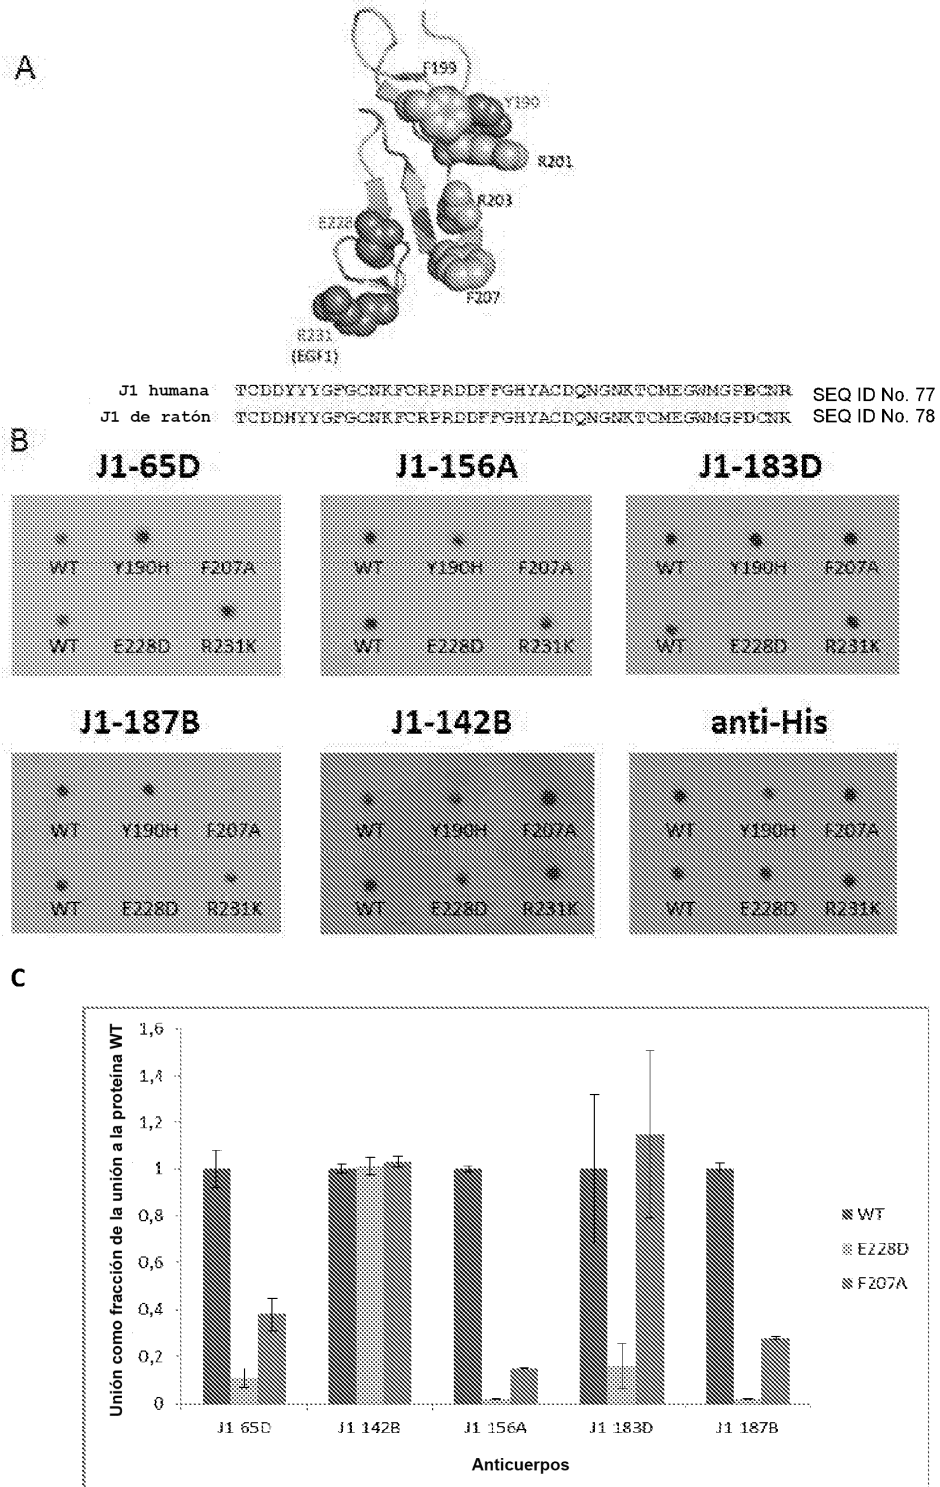 A
F199
Y190
R201
R203
E228
F207
R231
(EGF1)
J1 humana TCDDYYYGFGCNKFCRPRDDFFGHYACDQNGNKTCMEGWMGPECNR SEQ ID No. 77
J1 de ratón TCDDHYYGFGCNKFCRPRDDFFGHYACDQNGNKTCMEGWMGPDCNK SEQ ID No. 78
B
J1-65D J1-156A J1-183D
WT Y190H F207A WT Y190H F207A WT Y190H F207A
WT E228D R231K WT E228D R231K WT E228D R231K
J1-187B J1-142B anti-His
WT Y190H F207A WT Y190H F207A WT Y190H F207A
WT E228D R231K WT E228D R231K WT E228D R231K
C
Unión como fracción de la unión a la proteína WT
1,6
1,4
1,2
1
0,8
0,6
0,4
0,2
0
WT
E228D
F207A
J1 65D J1 142B J1 156A J1 183D J1 187B
Anticuerpos